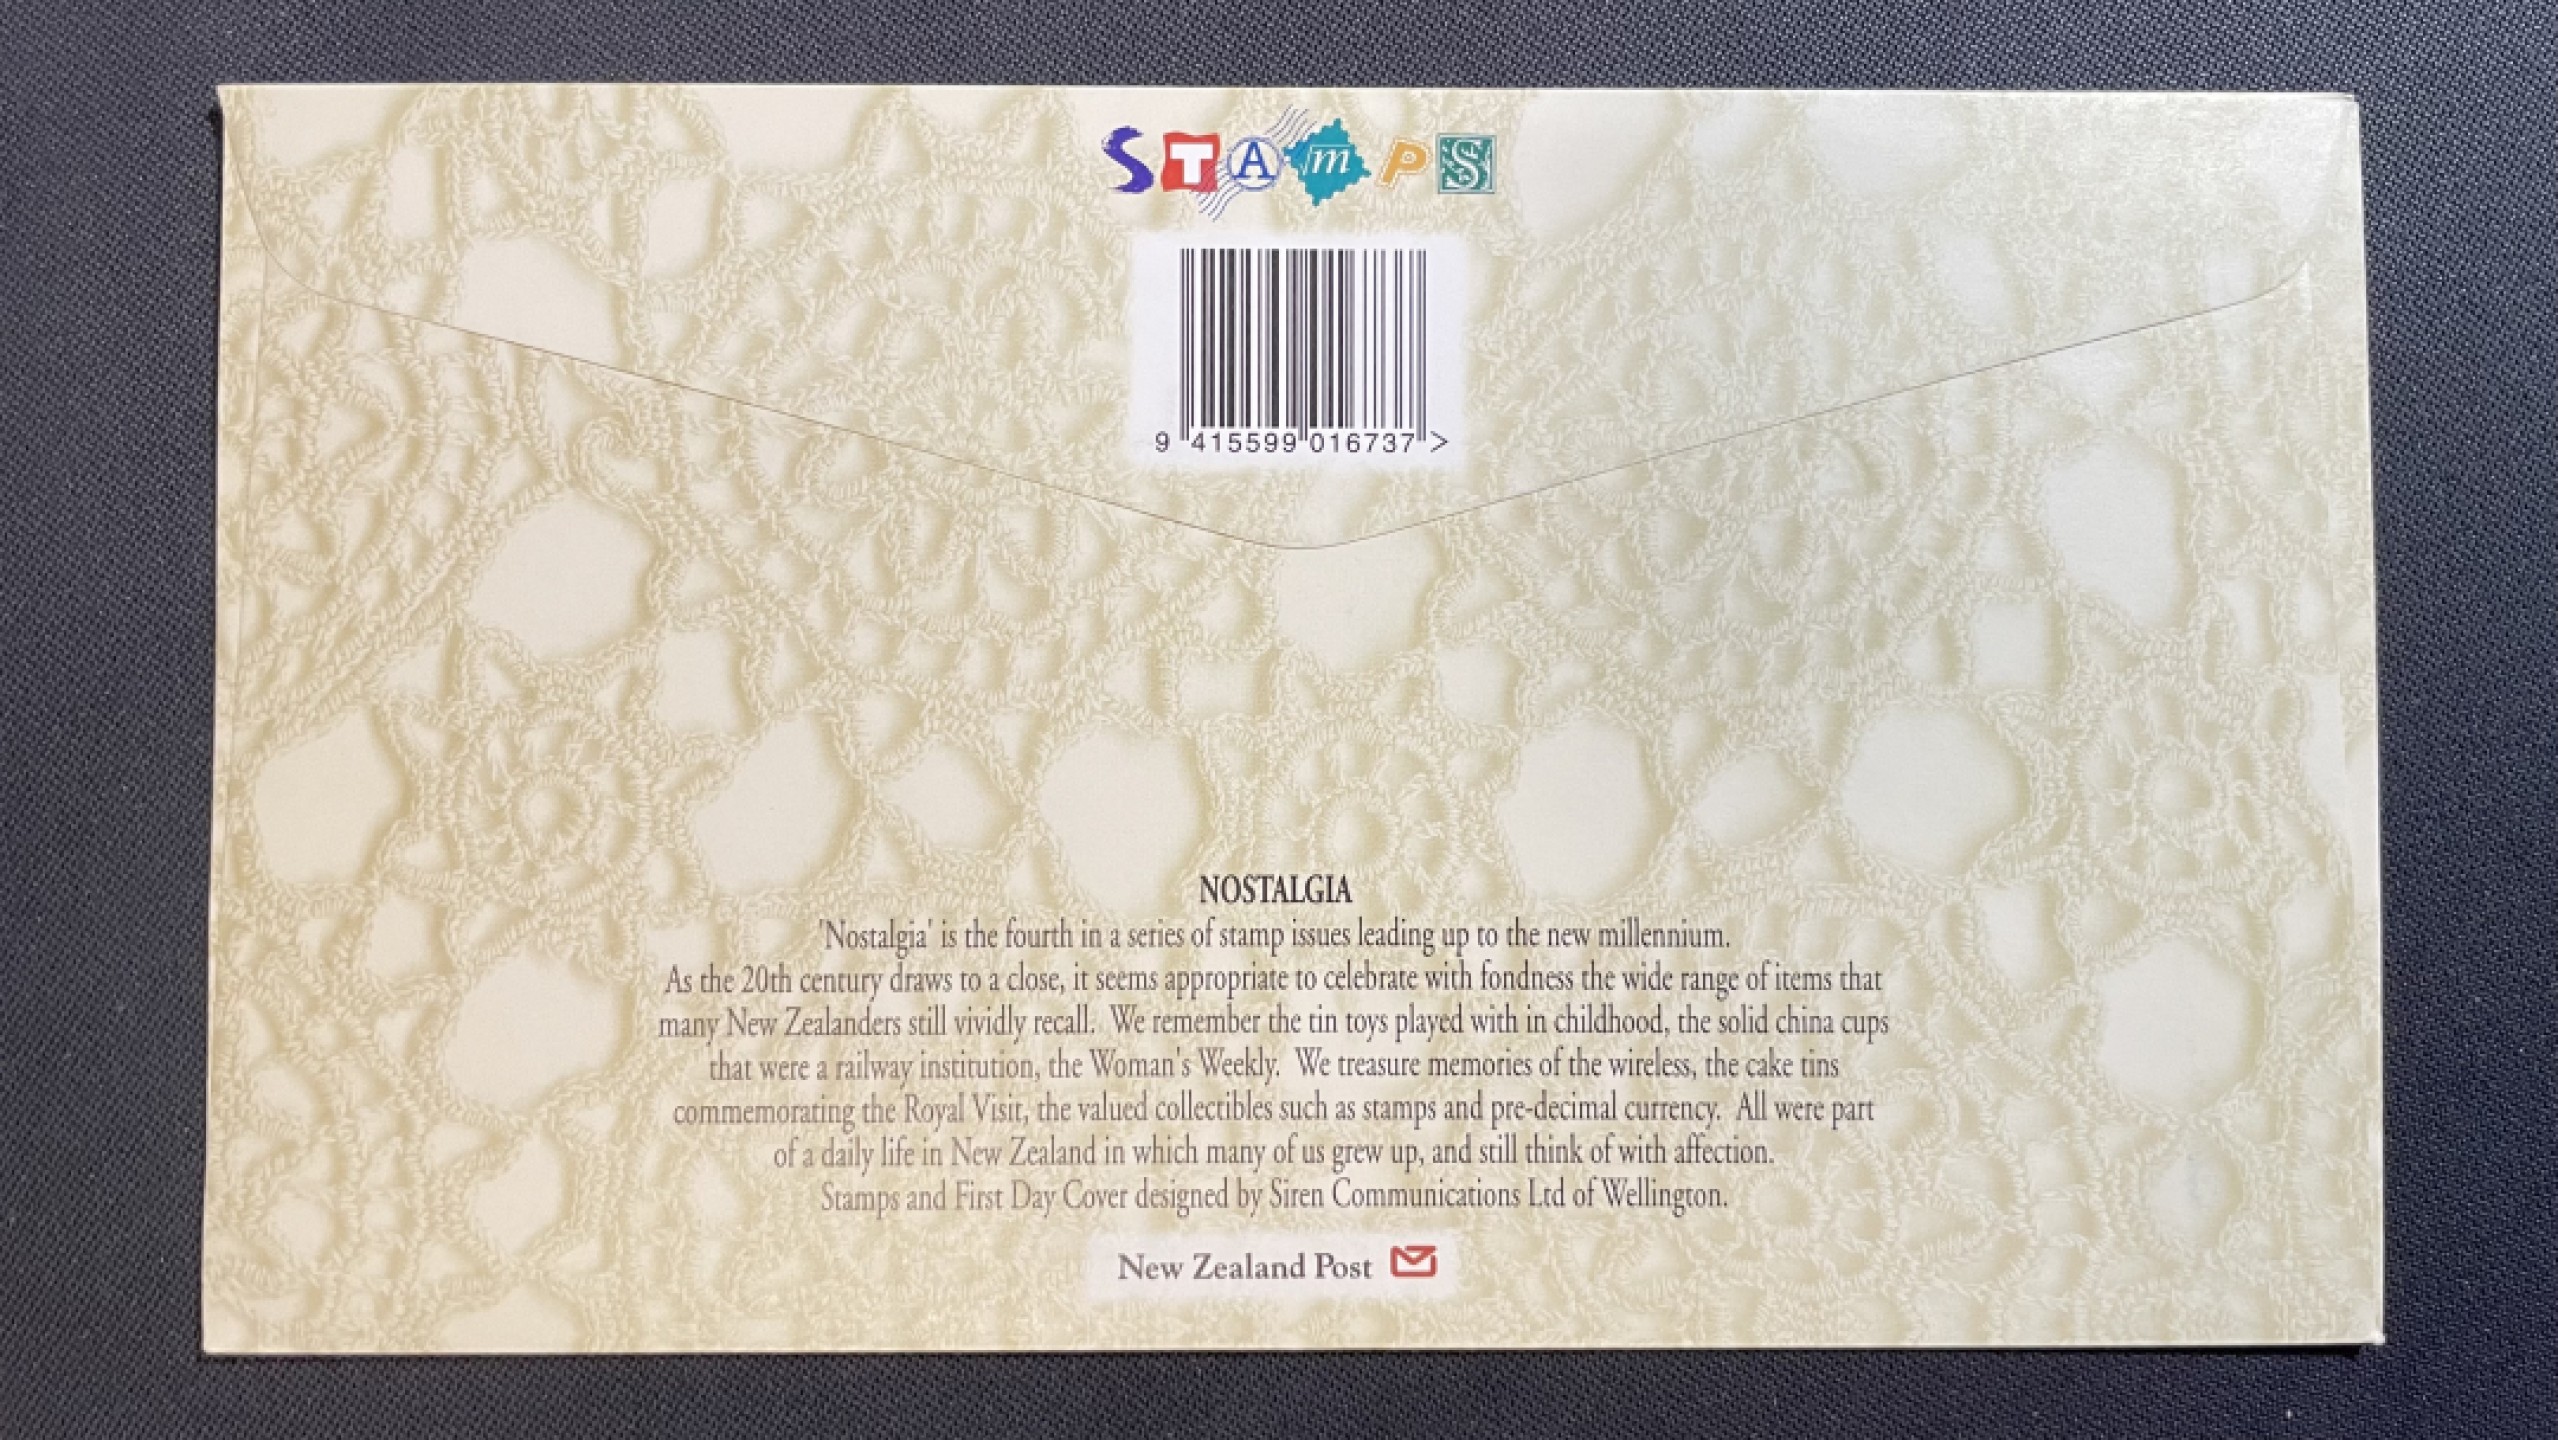 STAmPS
9 415599 016737 >
NOSTALGIA
'Nostalgia' is the fourth in a series of stamp issues leading up to the new millennium.
As the 20th century draws to a close, it seems appropriate to celebrate with fondness the wide range of items that
many New Zealanders still vividly recall. We remember the tin toys played with in childhood, the solid china cups
that were a railway institution, the Woman's Weekly. We treasure memories of the wireless, the cake tins
commemorating the Royal Visit, the valued collectibles such as stamps and pre-decimal currency. All were part
of a daily life in New Zealand in which many of us grew up, and still think of with affection.
Stamps and First Day Cover designed by Siren Communications Ltd of Wellington.
New Zealand Post